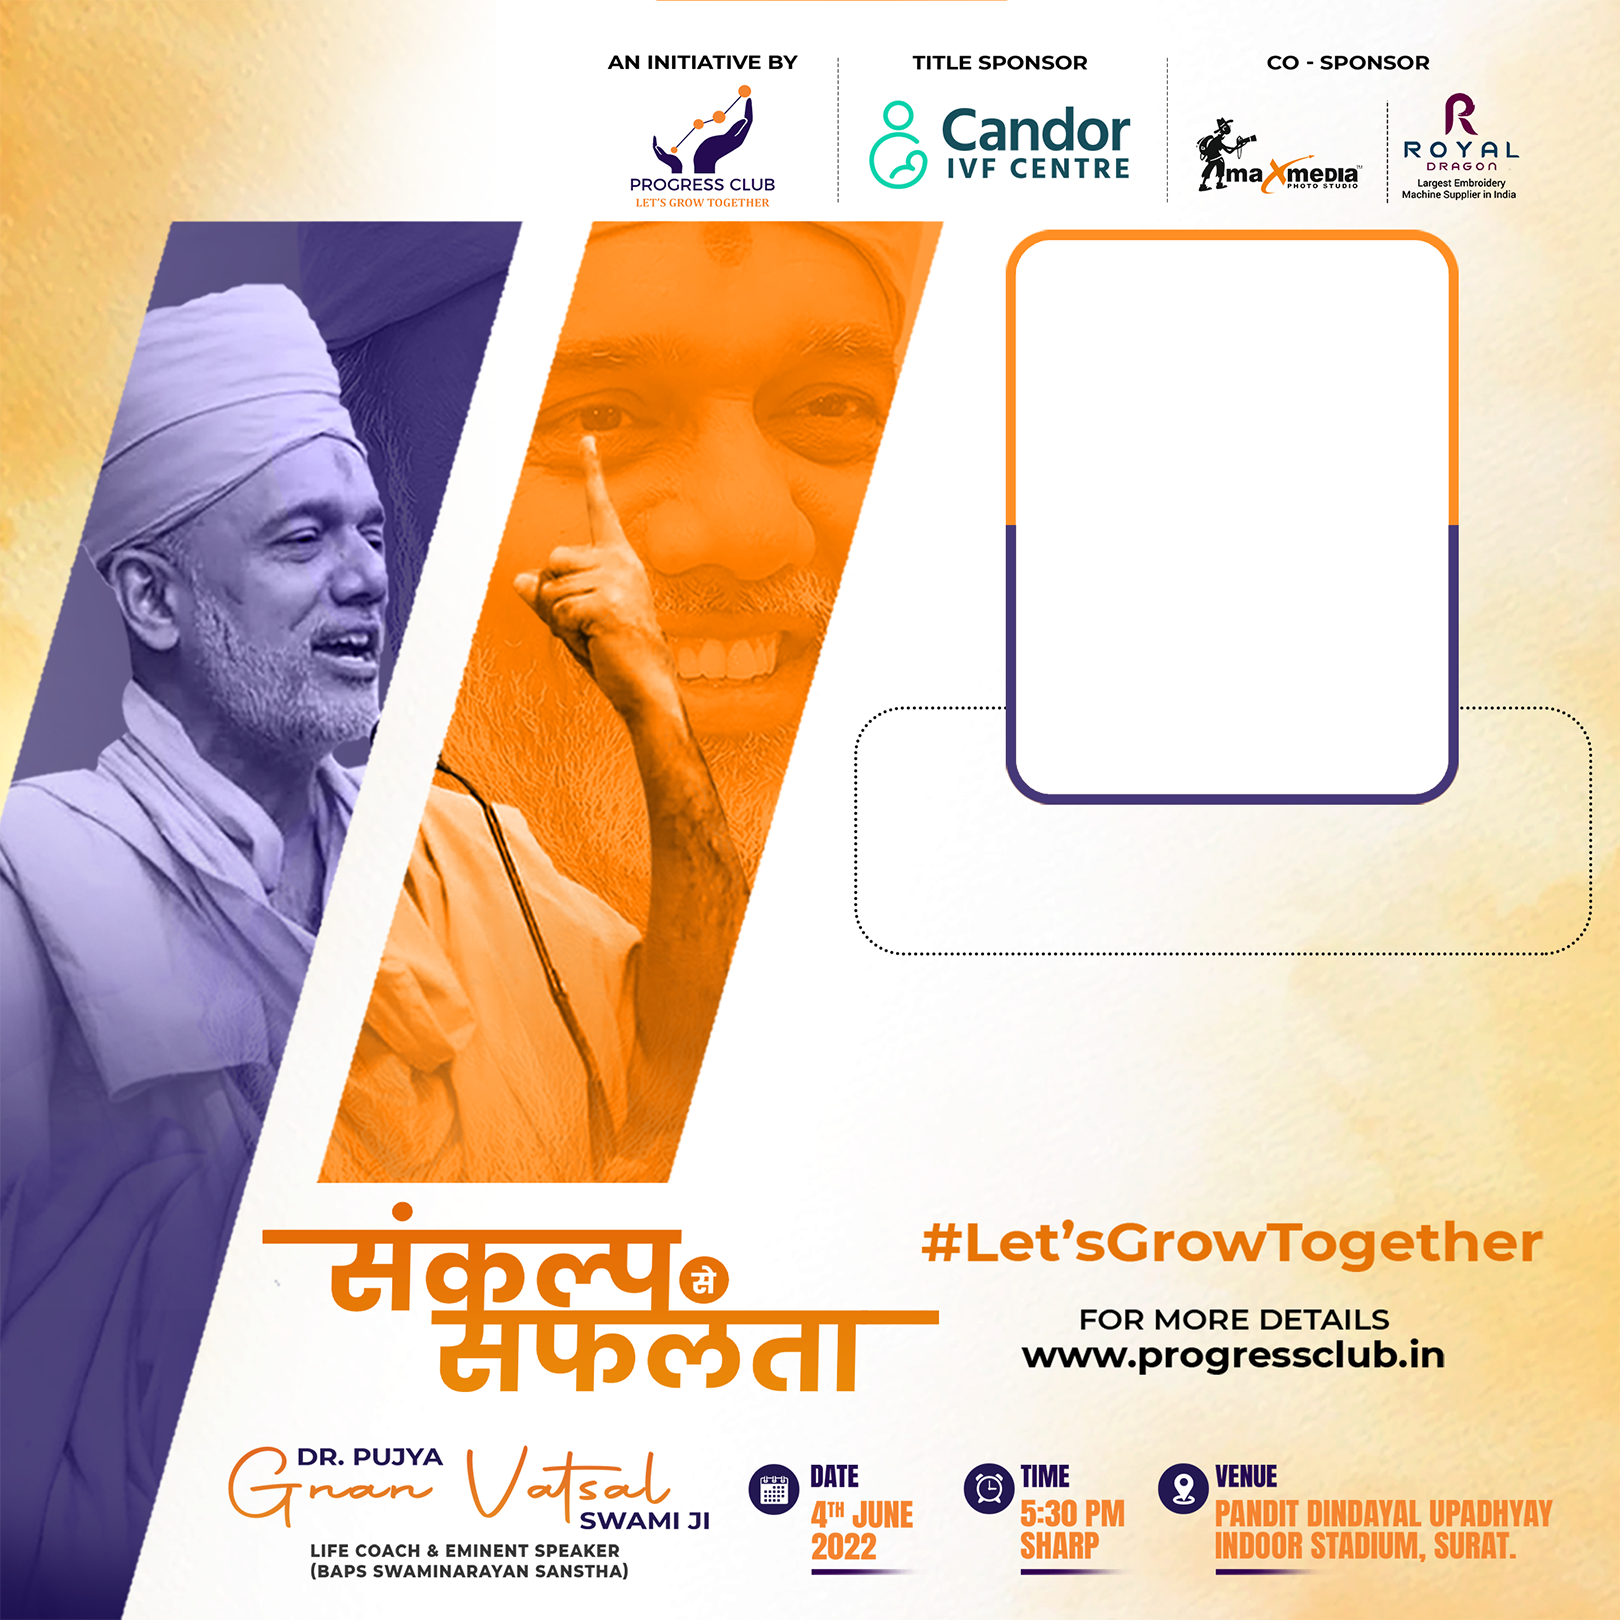 AN INITIATIVE BY
PROGRESS CLUB
LET'S GROW TOGETHER
TITLE SPONSOR
Candor
IVF CENTRE
CO - SPONSOR
maXmedia™
PHOTO STUDIO
ROYAL
DRAGON
Largest Embroidery
Machine Supplier in India
संकल्प से
सफलता
#Let'sGrowTogether
FOR MORE DETAILS
www.progressclub.in
DR. PUJYA
Gnan Vatsal
SWAMI JI
LIFE COACH & EMINENT SPEAKER
(BAPS SWAMINARAYAN SANSTHA)
DATE
4TH JUNE
2022
TIME
5:30 PM
SHARP
VENUE
PANDIT DINDAYAL UPADHYAY
INDOOR STADIUM, SURAT.